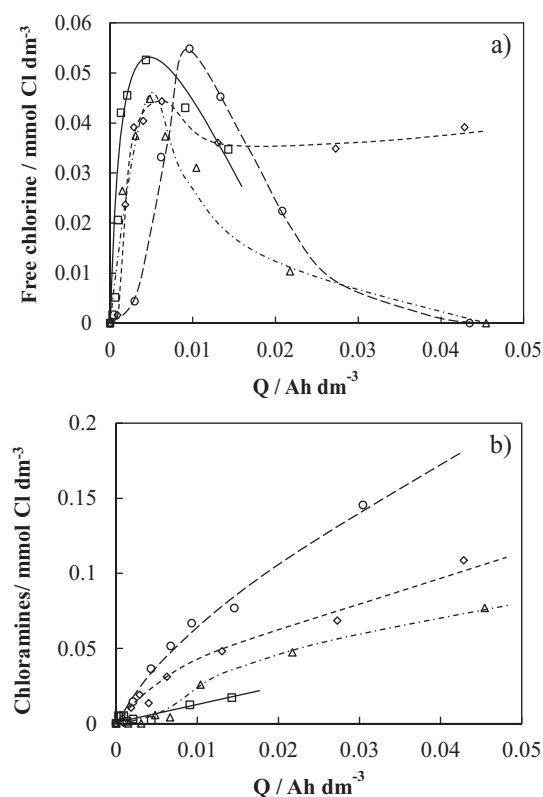 a)
Free chlorine / mmol Cl dm⁻³
0.06
0.05
0.04
0.03
0.02
0.01
0
0 0.01 0.02 0.03 0.04 0.05
Q / Ah dm⁻³
b)
Chloramines/ mmol Cl dm⁻³
0.2
0.15
0.1
0.05
0
0 0.01 0.02 0.03 0.04 0.05
Q / Ah dm⁻³